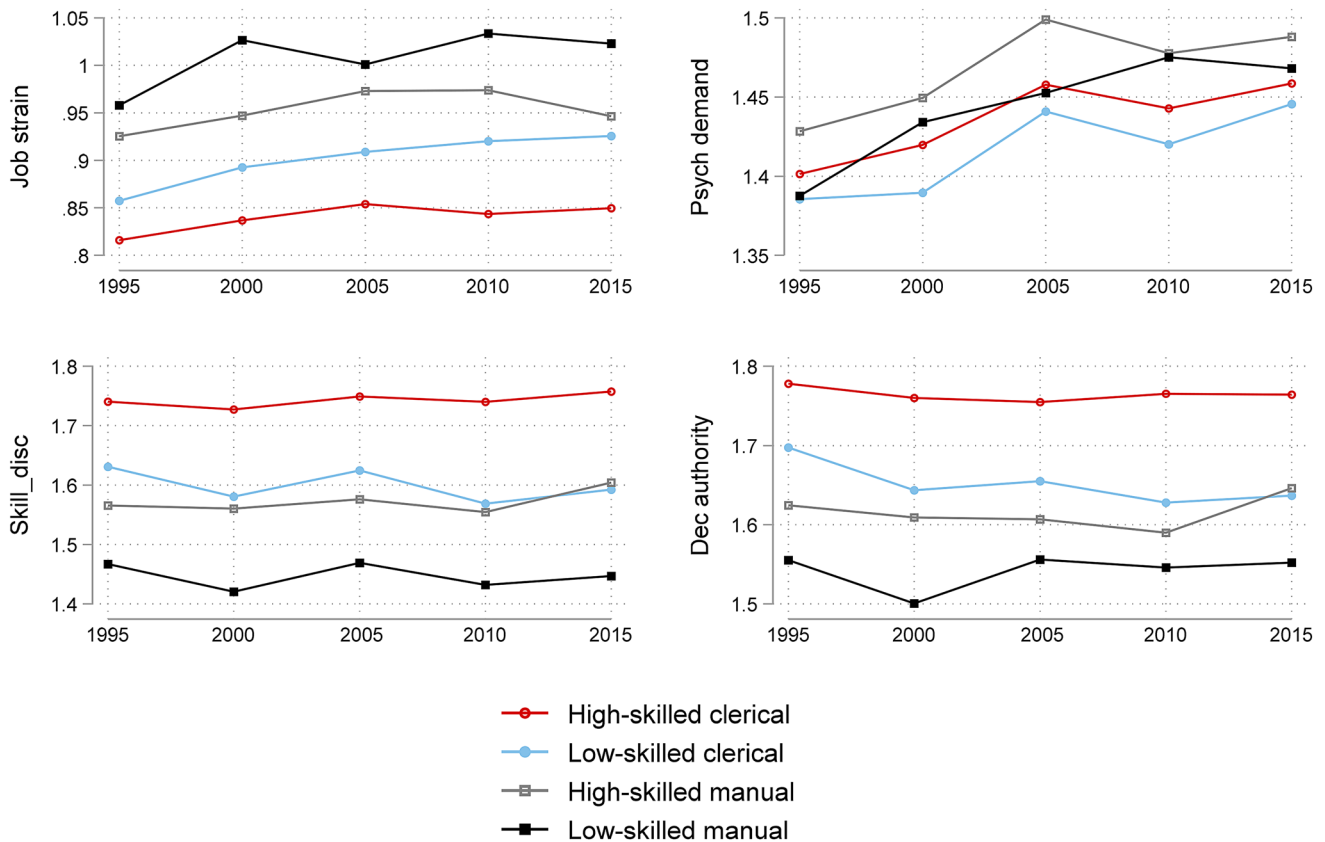 Job strain
1.05
1
.95
.9
.85
.8
1995 2000 2005 2010 2015
Psych demand
1.5
1.45
1.4
1.35
1995 2000 2005 2010 2015
Skill_disc
1.8
1.7
1.6
1.5
1.4
1995 2000 2005 2010 2015
Dec authority
1.8
1.7
1.6
1.5
1995 2000 2005 2010 2015
High-skilled clerical
Low-skilled clerical
High-skilled manual
Low-skilled manual